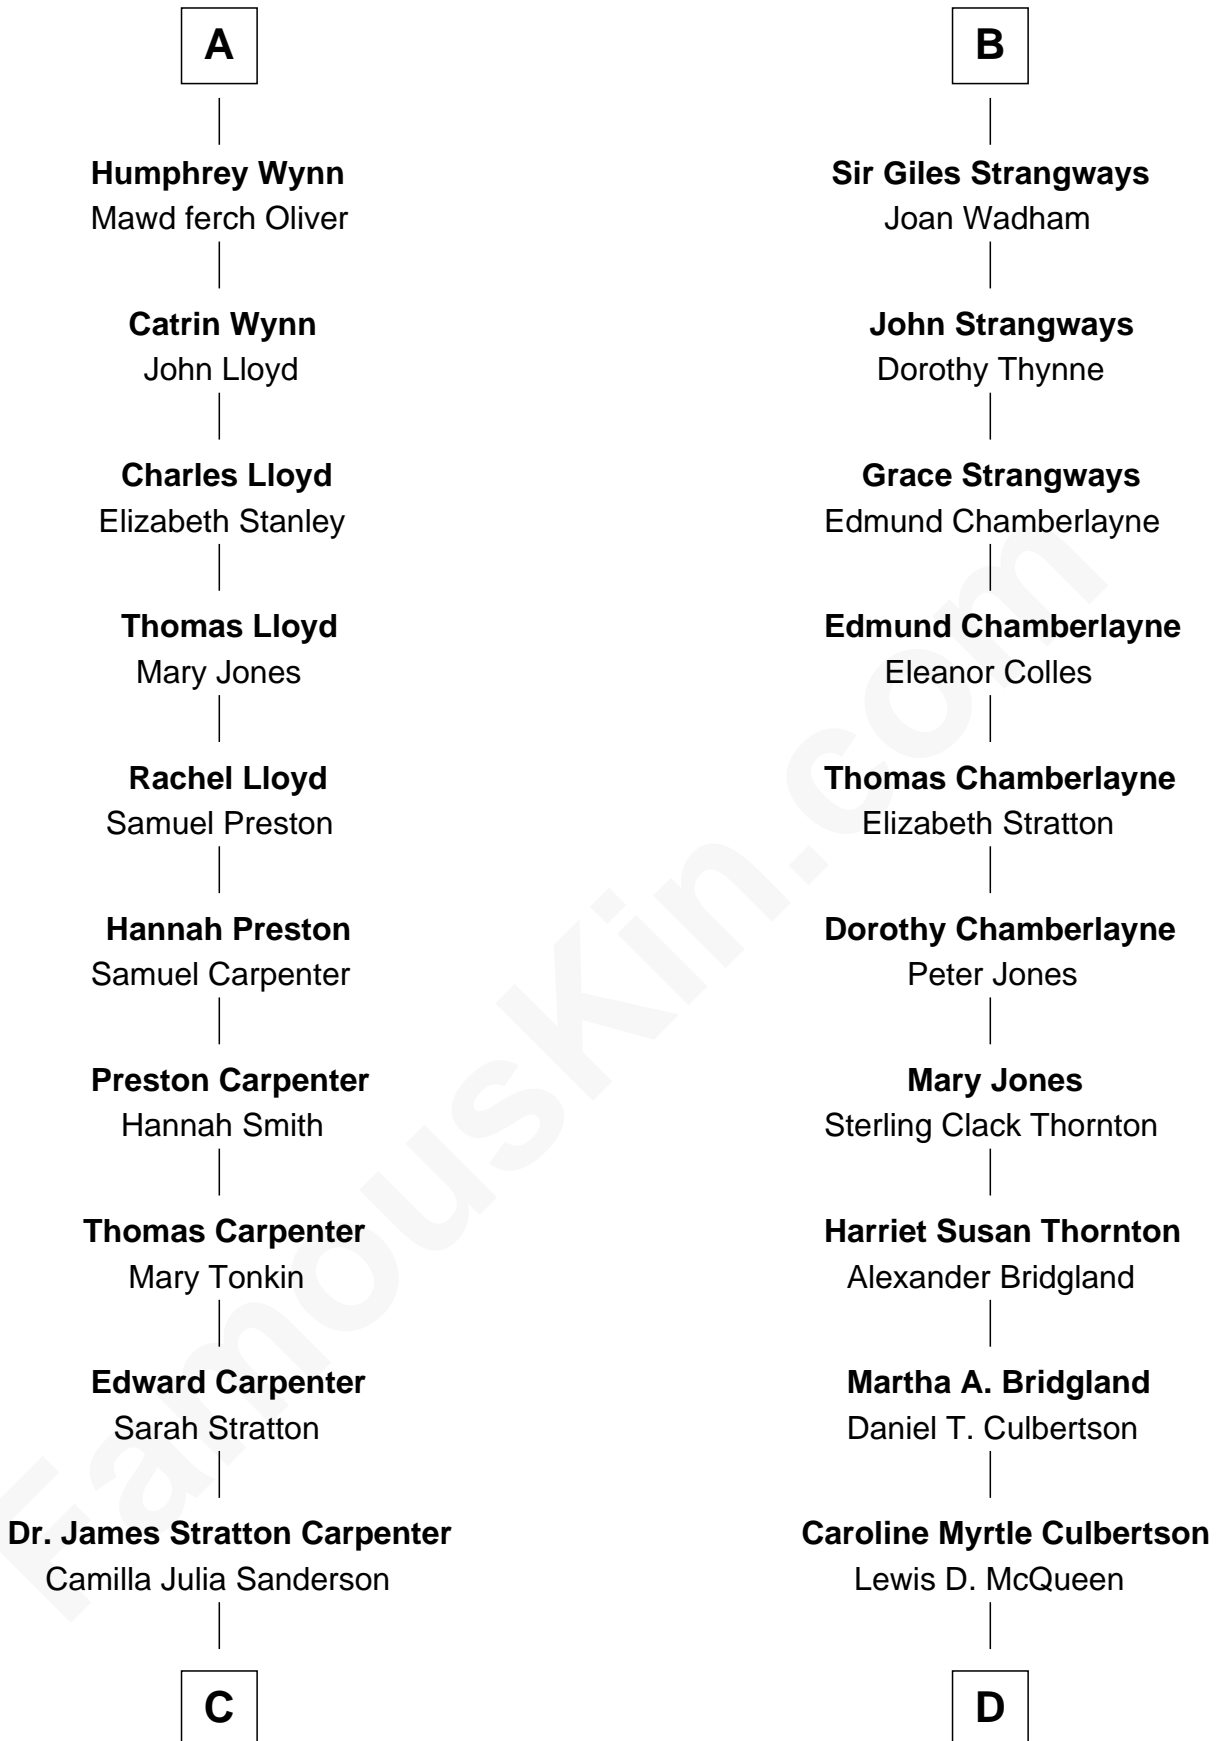 A
Humphrey Wynn
Mawd ferch Oliver
Catrin Wynn
John Lloyd
Charles Lloyd
Elizabeth Stanley
Thomas Lloyd
Mary Jones
Rachel Lloyd
Samuel Preston
Hannah Preston
Samuel Carpenter
Preston Carpenter
Hannah Smith
Thomas Carpenter
Mary Tonkin
Edward Carpenter
Sarah Stratton
Dr. James Stratton Carpenter
Camilla Julia Sanderson
C
B
Sir Giles Strangways
Joan Wadham
John Strangways
Dorothy Thynne
Grace Strangways
Edmund Chamberlayne
Edmund Chamberlayne
Eleanor Colles
Thomas Chamberlayne
Elizabeth Stratton
Dorothy Chamberlayne
Peter Jones
Mary Jones
Sterling Clack Thornton
Harriet Susan Thornton
Alexander Bridgland
Martha A. Bridgland
Daniel T. Culbertson
Caroline Myrtle Culbertson
Lewis D. McQueen
D
FamousKin.com